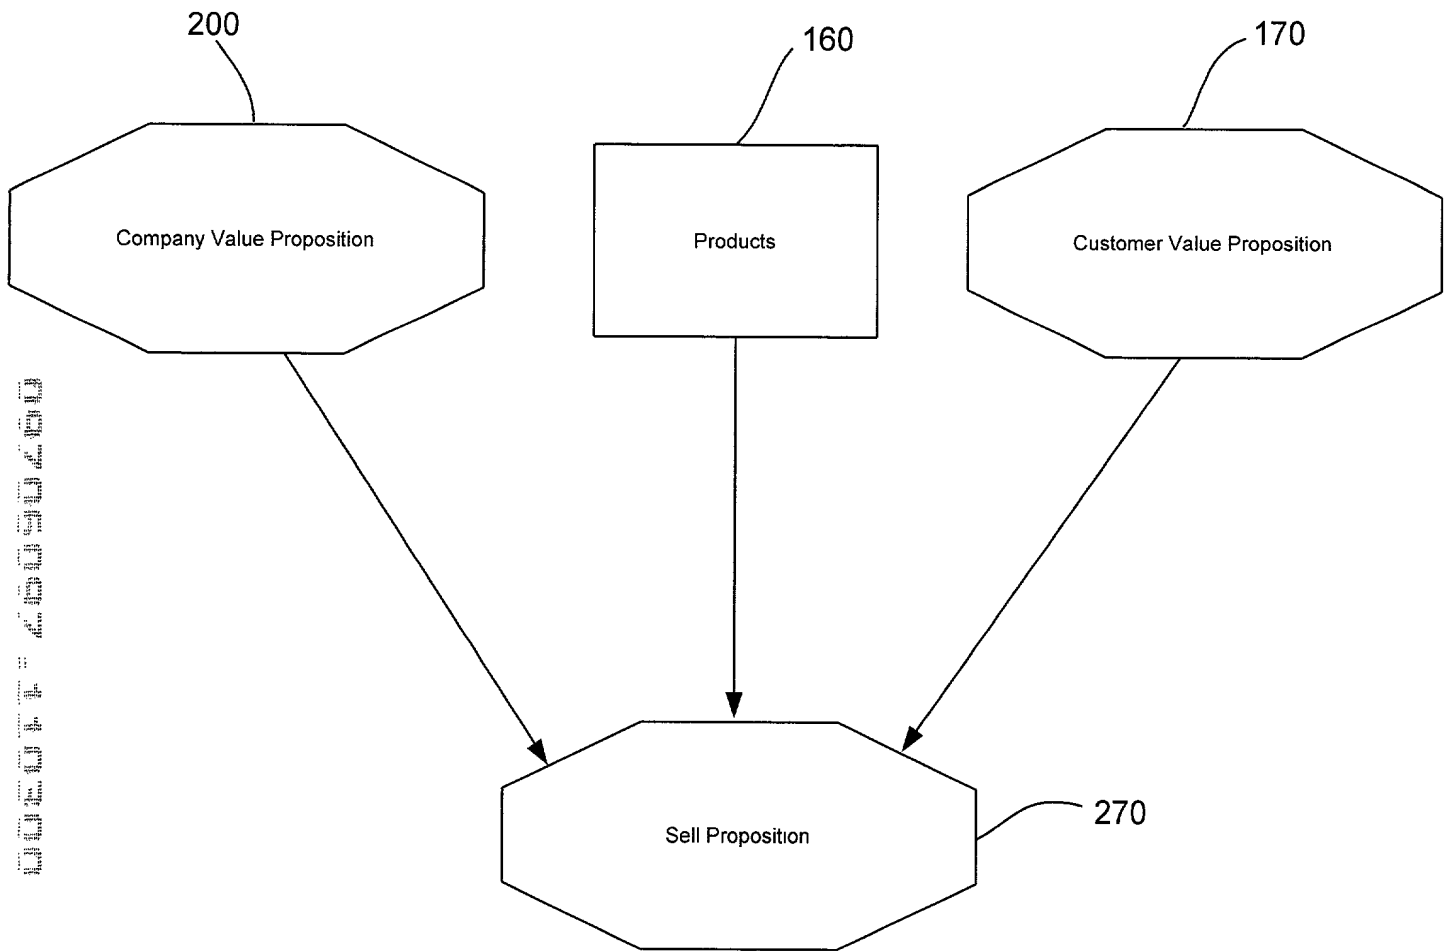 200
160
170
Company Value Proposition
Products
Customer Value Proposition
270
Sell Proposition